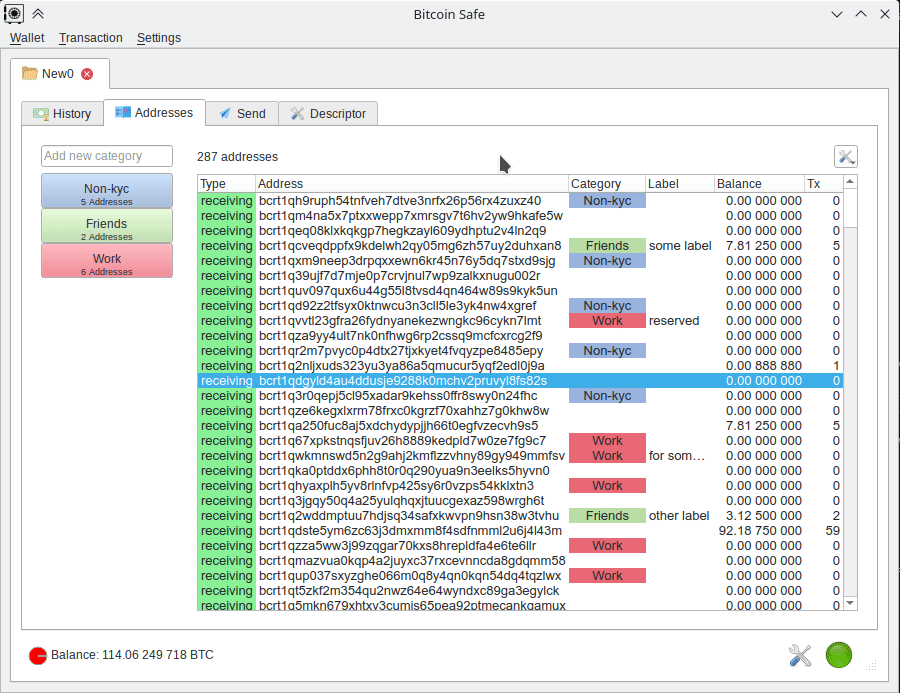 Bitcoin Safe
Wallet Transaction Settings
New0
History Addresses Send Descriptor
Add new category
Non-kyc
5 Addresses
Friends
2 Addresses
Work
6 Addresses
287 addresses
Type Address Category Label Balance Tx
receiving bcrt1qh9ruph54tnfveh7dtve3nrfx26p56rx4zuxz40 Non-kyc 0.00 000 000 0
receiving bcrt1qm4na5x7ptxxwepp7xmrsgv7t6hv2yw9hkafe5w 0.00 000 000 0
receiving bcrt1qeq08klxkqkgp7hegkzayl609ydhptu2v4ln2q9 0.00 000 000 0
receiving bcrt1qcveqdppfx9kdelwh2qy05mg6zh57uy2duhxan8 Friends some label 7.81 250 000 5
receiving bcrt1qxm9neep3drpqxxewn6kr45n76y5dq7stxd9sjg Non-kyc 0.00 000 000 0
receiving bcrt1q39ujf7d7mje0p7crvjnul7wp9zalkxnugu002r 0.00 000 000 0
receiving bcrt1quv097qux6u44g55l8tvsd4qn464w89s9kyk5un 0.00 000 000 0
receiving bcrt1qd92z2tfsyx0ktnwcu3n3cll5le3yk4nw4xgref Non-kyc 0.00 000 000 0
receiving bcrt1qvvtl23gfra26fydnyanekezwngkc96cykn7lmt Work reserved 0.00 000 000 0
receiving bcrt1qza9yy4ult7nk0nfhwg6rp2cssq9mcfcxrcg2f9 0.00 000 000 0
receiving bcrt1qr2m7pvyc0p4dtx27tjxkyet4fvqyzpe8485epy Non-kyc 0.00 000 000 0
receiving bcrt1q2nljxuds323yu3ya86a5qmucur5yqf2edl0j9a 0.00 888 880 1
receiving bcrt1qdgyld4au4ddusje9288k0mchv2pruvyl8fs82s 0.00 000 000 0
receiving bcrt1q3r0qepj5cl95xadar9kehss0ffr8swy0n24fhc Non-kyc 0.00 000 000 0
receiving bcrt1qze6kegxlxrm78frxc0kgrzf70xahhz7g0khw8w 0.00 000 000 0
receiving bcrt1qa250fuc8aj5xdchydypjjh66t0egfvzecvh9s5 7.81 250 000 5
receiving bcrt1q67xpkstnqsfjuv26h8889kedpld7w0ze7fg9c7 Work 0.00 000 000 0
receiving bcrt1qwkmnswd5n2g9ahj2kmflzzvhny89gy949mmfsv Work for som… 0.00 000 000 0
receiving bcrt1qka0ptddx6phh8t0r0q290yua9n3eelks5hyvn0 0.00 000 000 0
receiving bcrt1qhyaxplh5yv8rlnfvp425sy6r0vzps54kklxtn3 Work 0.00 000 000 0
receiving bcrt1q3jgqy50q4a25yulqhqxjtuucgexaz598wrgh6t 0.00 000 000 0
receiving bcrt1q2wddmptuu7hdjsq34safxkwvpn9hsn38w3tvhu Friends other label 3.12 500 000 2
receiving bcrt1qdste5ym6zc63j3dmxmm8f4sdfnmml2u6j4l43m 92.18 750 000 59
receiving bcrt1qzza5ww3j99zqgar70kxs8hrepldfa4e6te6llr Work 0.00 000 000 0
receiving bcrt1qmazvua0kqp4a2juyxc37rxcevnncda8gdqmm58 0.00 000 000 0
receiving bcrt1qup037sxyzghe066m0q8y4qn0kqn54dq4tqzlwx Work 0.00 000 000 0
receiving bcrt1qt5zkf2m354qu2nwz64e64wyndxc89ga3egylck 0.00 000 000 0
receiving bcrt1q5mkn679xhtxv3cumjs65pea92ptmecankqamux 0.00 000 000 0
Balance: 114.06 249 718 BTC